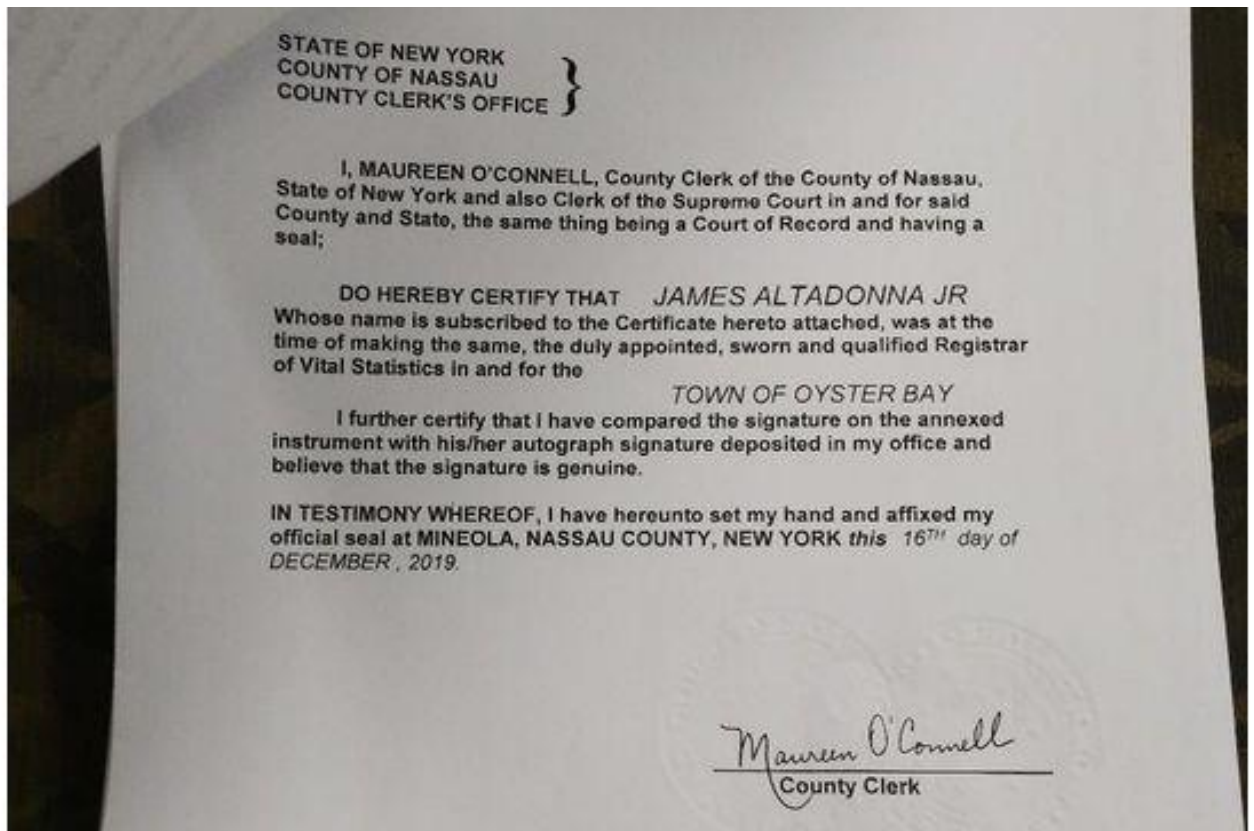 STATE OF NEW YORK
COUNTY OF NASSAU
COUNTY CLERK'S OFFICE }
I, MAUREEN O'CONNELL, County Clerk of the County of Nassau,
State of New York and also Clerk of the Supreme Court in and for said
County and State, the same thing being a Court of Record and having a
seal;
DO HEREBY CERTIFY THAT JAMES ALTADONNA JR
Whose name is subscribed to the Certificate hereto attached, was at the
time of making the same, the duly appointed, sworn and qualified Registrar
of Vital Statistics in and for the
TOWN OF OYSTER BAY
I further certify that I have compared the signature on the annexed
instrument with his/her autograph signature deposited in my office and
believe that the signature is genuine.
IN TESTIMONY WHEREOF, I have hereunto set my hand and affixed my
official seal at MINEOLA, NASSAU COUNTY, NEW YORK this 16TH day of
DECEMBER , 2019.
Maureen O'Connell
County Clerk